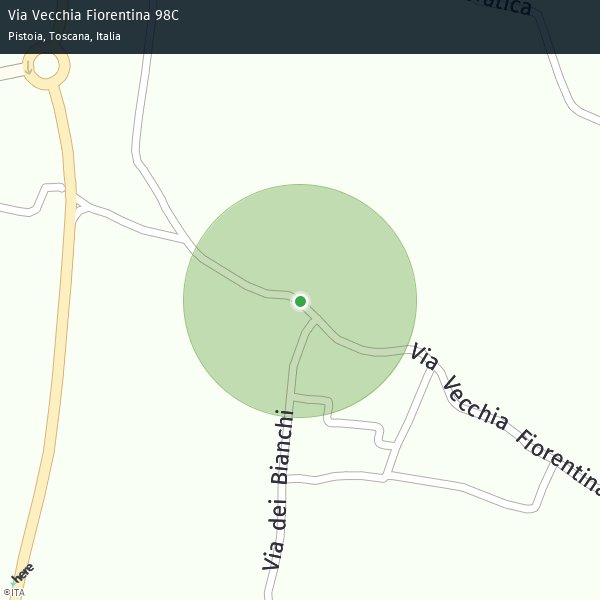 Via Vecchia Fiorentina 98C
Pistoia, Toscana, Italia
Via Vecchia Fiorentina
Via dei Bianchi
here
©ITA